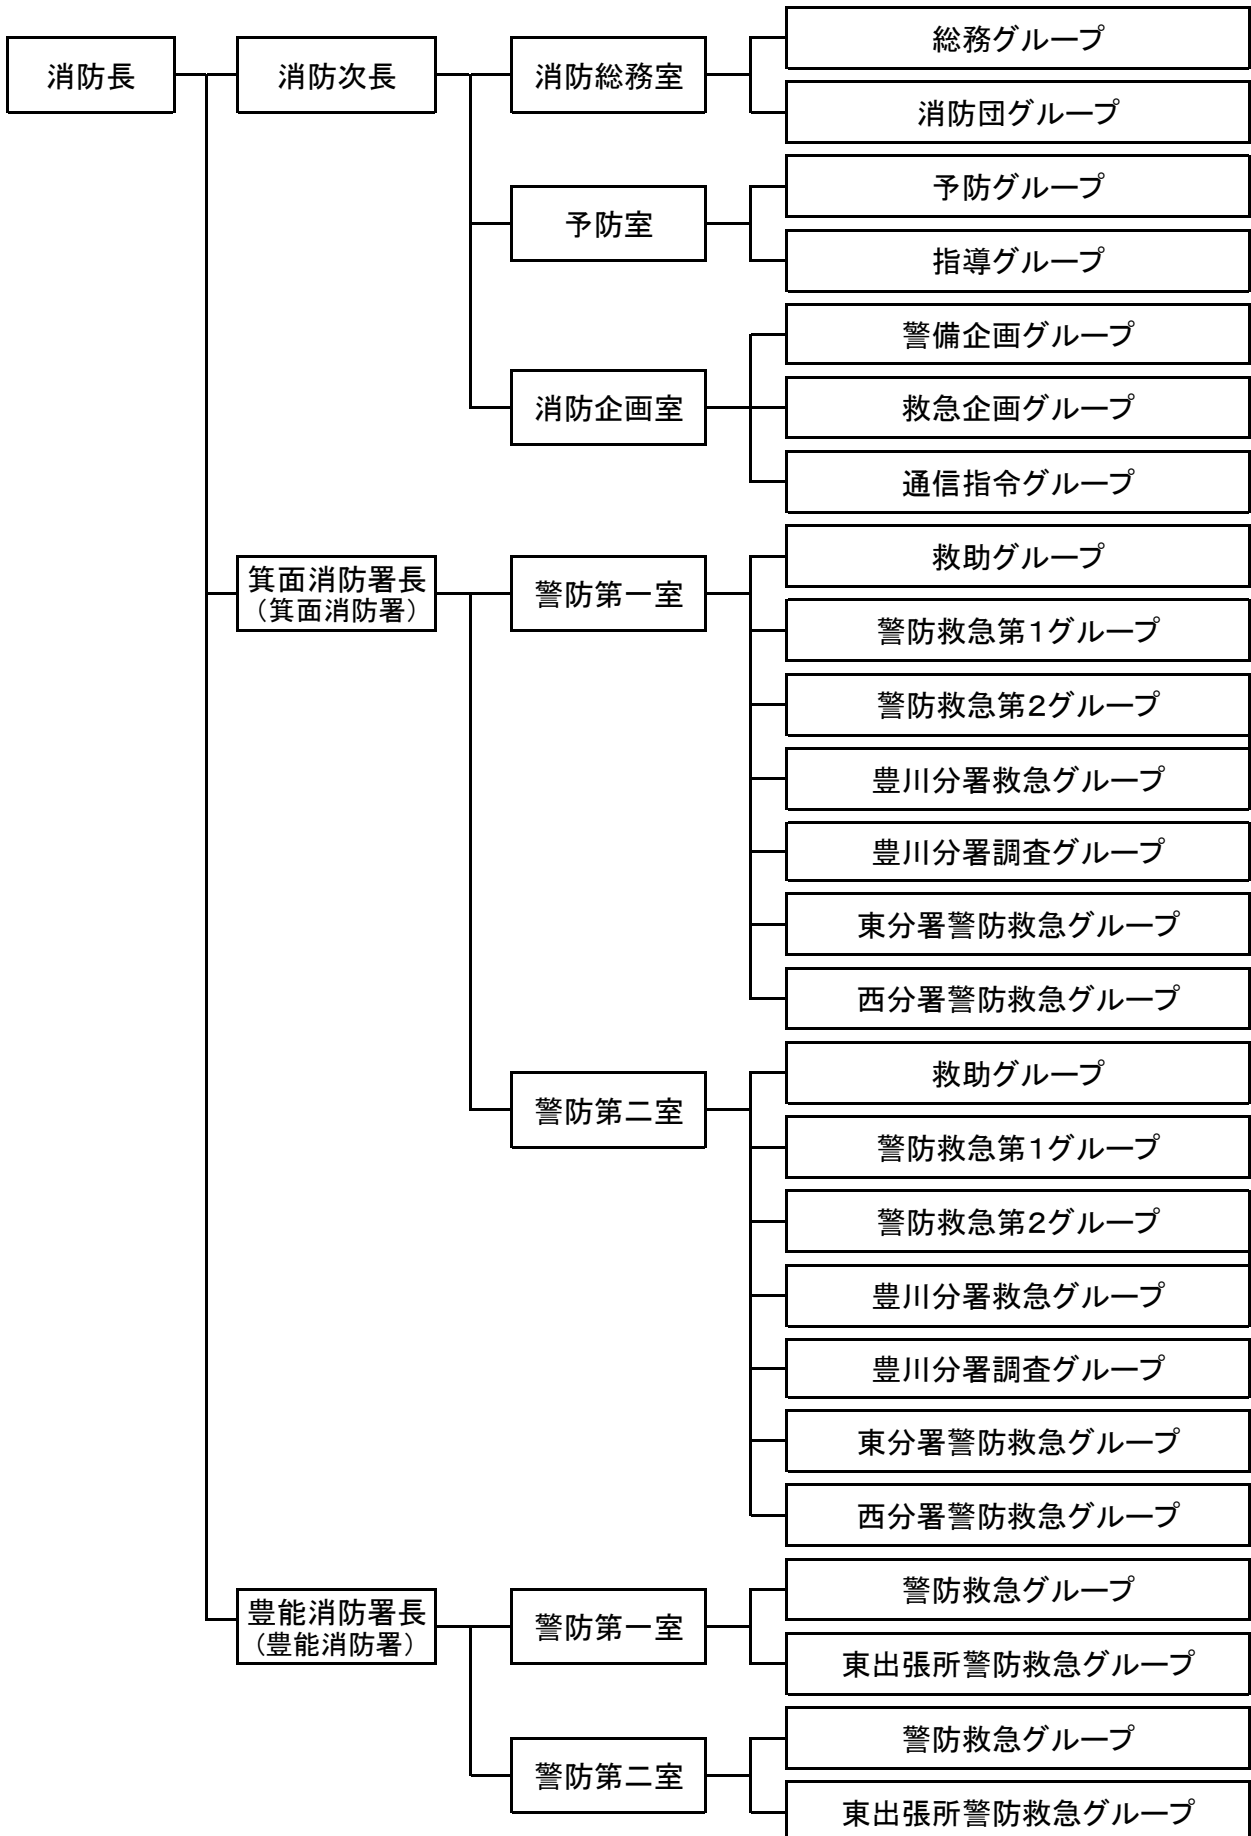 消防長
消防次長
消防総務室
総務グループ
消防団グループ
予防室
予防グループ
指導グループ
消防企画室
警備企画グループ
救急企画グループ
通信指令グループ
箕面消防署長
（箕面消防署）
警防第一室
救助グループ
警防救急第1グループ
警防救急第2グループ
豊川分署救急グループ
豊川分署調査グループ
東分署警防救急グループ
西分署警防救急グループ
警防第二室
救助グループ
警防救急第1グループ
警防救急第2グループ
豊川分署救急グループ
豊川分署調査グループ
東分署警防救急グループ
西分署警防救急グループ
豊能消防署長
（豊能消防署）
警防第一室
警防救急グループ
東出張所警防救急グループ
警防第二室
警防救急グループ
東出張所警防救急グループ